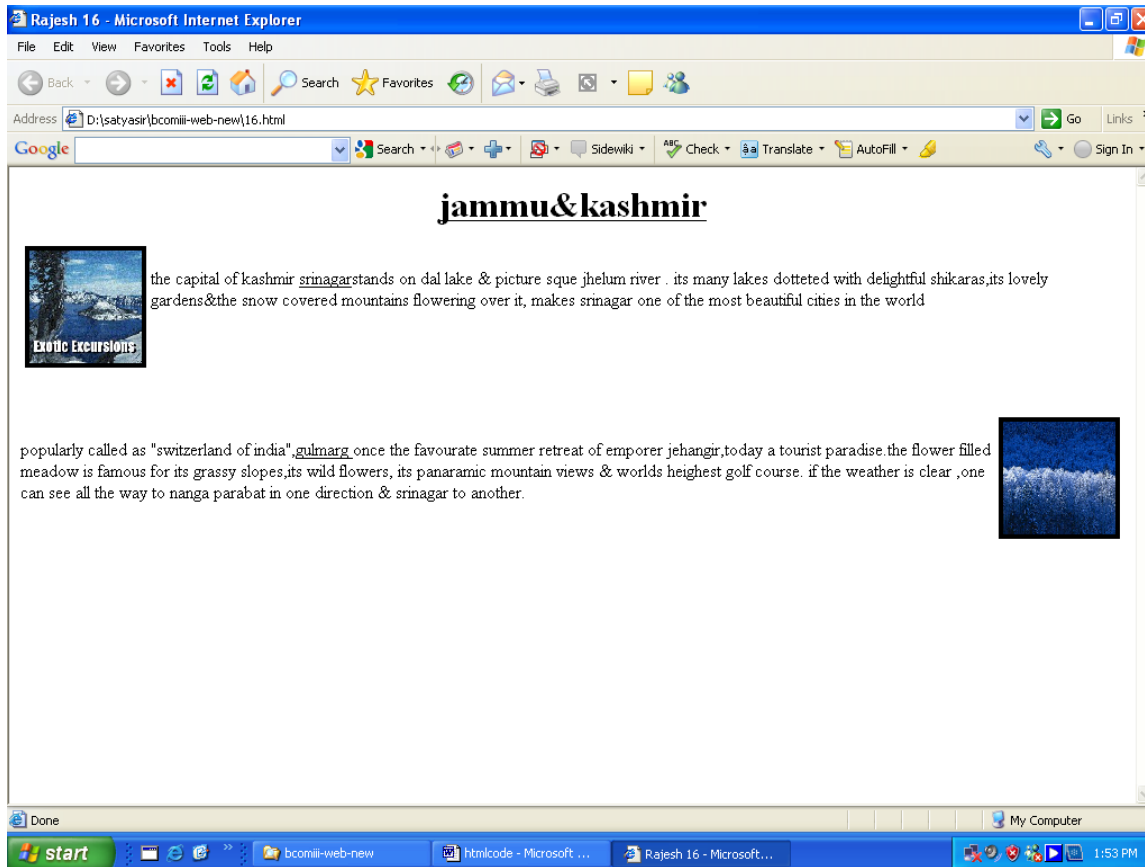 Rajesh 16 - Microsoft Internet Explorer
File Edit View Favorites Tools Help
Back Search Favorites
Address D:\satyasir\bcomiii-web-new\16.html Go Links
Google Search Sidewiki Check Translate AutoFill Sign In
jammu&kashmir
the capital of kashmir srinagarstands on dal lake & picture sque jhelum river . its many lakes dotteted with delightful shikaras,its lovely
gardens&the snow covered mountains flowering over it, makes srinagar one of the most beautiful cities in the world
Exotic Excursions
popularly called as "switzerland of india",gulmarg once the favourate summer retreat of emporer jehangir,today a tourist paradise.the flower filled
meadow is famous for its grassy slopes,its wild flowers, its panaramic mountain views & worlds heighest golf course. if the weather is clear ,one
can see all the way to nanga parabat in one direction & srinagar to another.
Done My Computer
start bcomiii-web-new htmlcode - Microsoft ... Rajesh 16 - Microsoft... 1:53 PM